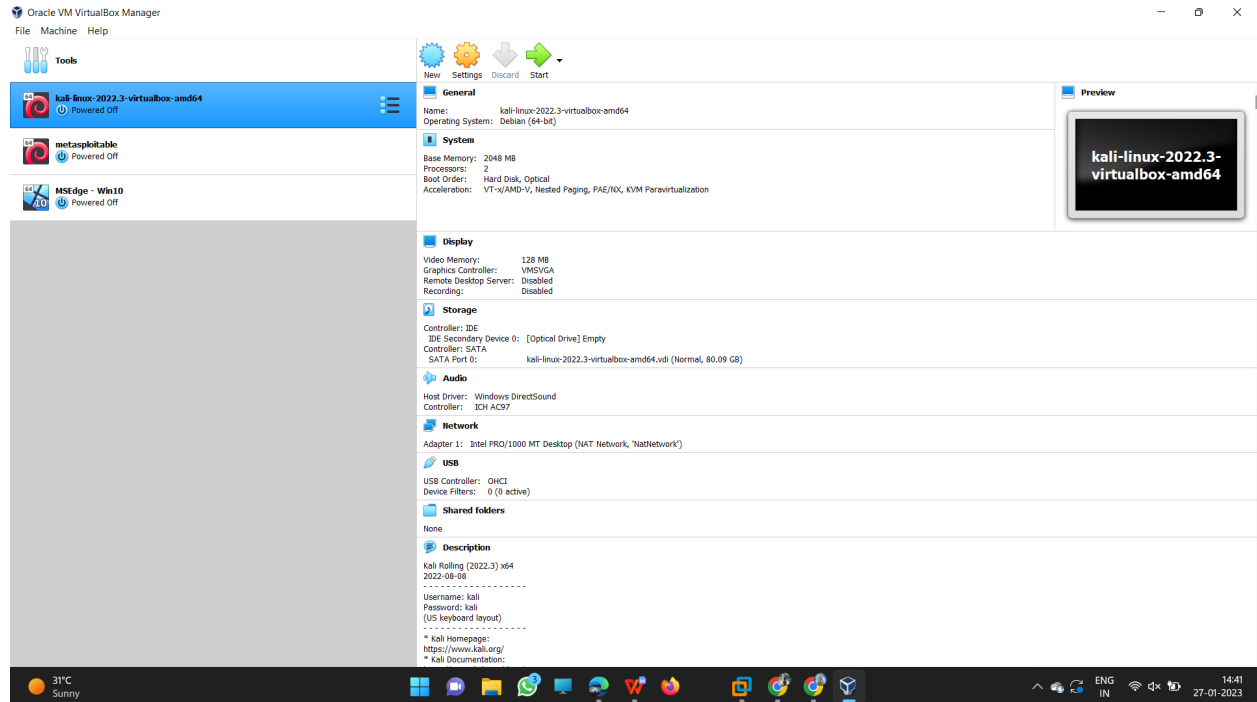 Oracle VM VirtualBox Manager
File Machine Help
Tools
64 kali-linux-2022.3-virtualbox-amd64
Powered Off
64 metasploitable
Powered Off
64 MSEdge - Win10
10 Powered Off
New Settings Discard Start
General
Name: kali-linux-2022.3-virtualbox-amd64
Operating System: Debian (64-bit)
System
Base Memory: 2048 MB
Processors: 2
Boot Order: Hard Disk, Optical
Acceleration: VT-x/AMD-V, Nested Paging, PAE/NX, KVM Paravirtualization
Preview
kali-linux-2022.3-
virtualbox-amd64
Display
Video Memory: 128 MB
Graphics Controller: VMSVGA
Remote Desktop Server: Disabled
Recording: Disabled
Storage
Controller: IDE
IDE Secondary Device 0: [Optical Drive] Empty
Controller: SATA
SATA Port 0: kali-linux-2022.3-virtualbox-amd64.vdi (Normal, 80.09 GB)
Audio
Host Driver: Windows DirectSound
Controller: ICH AC97
Network
Adapter 1: Intel PRO/1000 MT Desktop (NAT Network, 'NatNetwork')
USB
USB Controller: OHCI
Device Filters: 0 (0 active)
Shared folders
None
Description
Kali Rolling (2022.3) x64
2022-08-08
- - - - - - - - - - - - - - - - - -
Username: kali
Password: kali
(US keyboard layout)
- - - - - - - - - - - - - - - - - -
* Kali Homepage:
https://www.kali.org/
* Kali Documentation:
31°C
Sunny
3
ENG
IN
14:41
27-01-2023